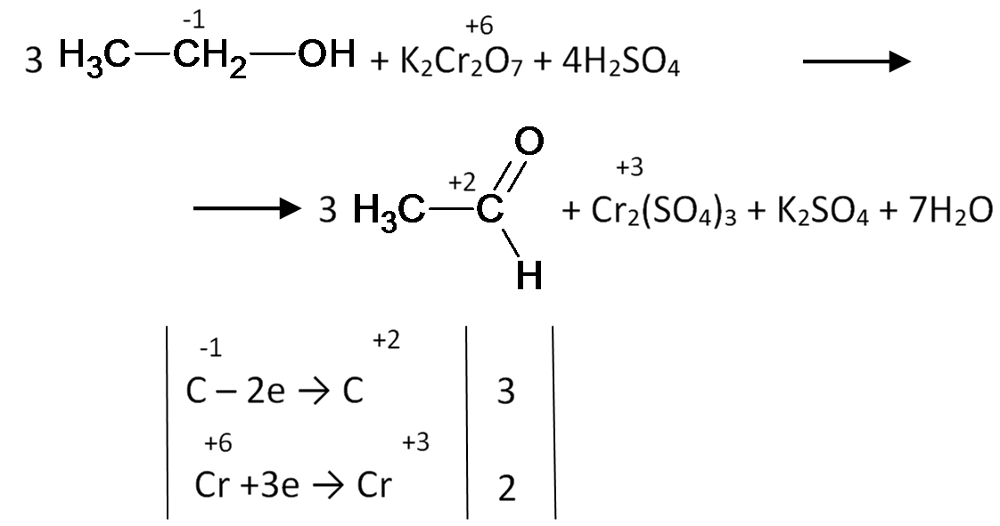 -1 +6
3 H₃C—CH₂—OH + K₂Cr₂O₇ + 4H₂SO₄ ⟶
O
+2 +3
⟶ 3 H₃C—C + Cr₂(SO₄)₃ + K₂SO₄ + 7H₂O
H
-1 +2
C – 2e → C 3
+6 +3
Cr +3e → Cr 2